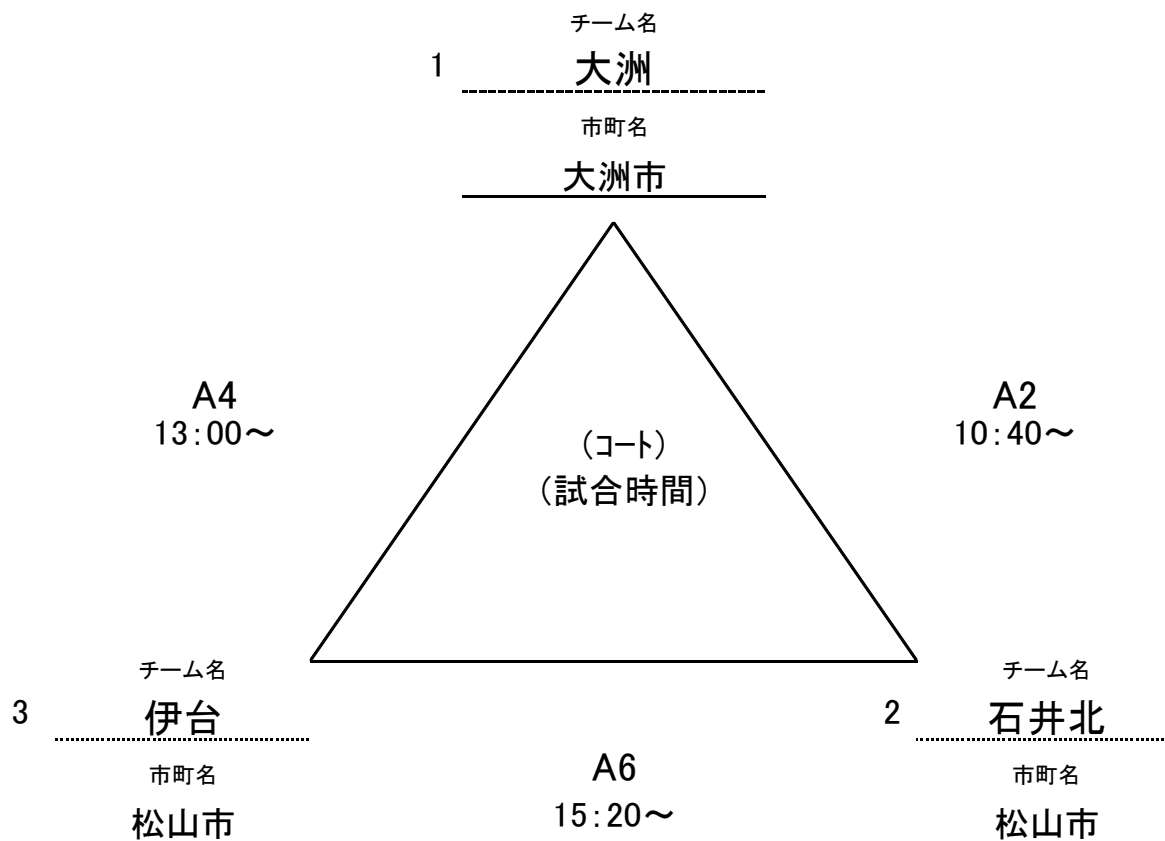 チーム名
1 大洲
市町名
大洲市
A4
13:00～
A2
10:40～
(コート)
(試合時間)
チーム名
3 伊台
市町名
松山市
A6
15:20～
チーム名
2 石井北
市町名
松山市